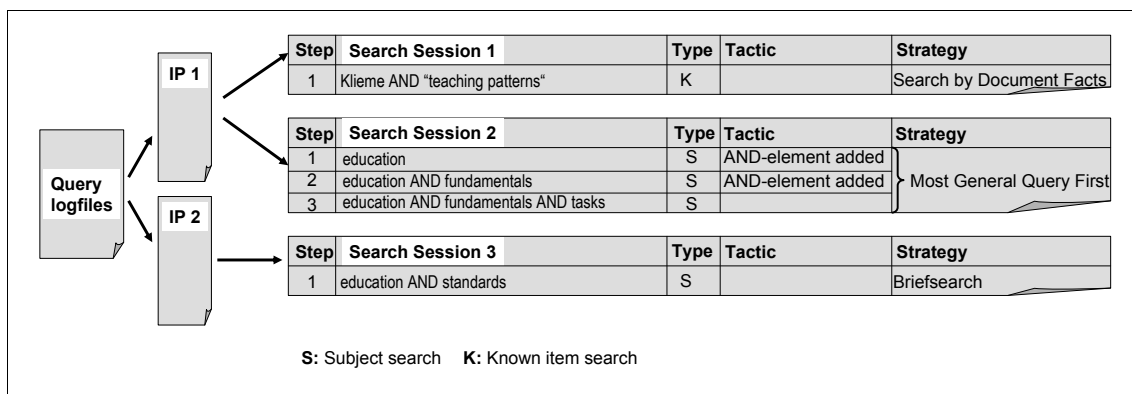 Query
logfiles
IP 1
IP 2
Step Search Session 1 Type Tactic Strategy
1 Klieme AND “teaching patterns“ K Search by Document Facts
Step Search Session 2 Type Tactic Strategy
1 education S AND-element added
2 education AND fundamentals S AND-element added Most General Query First
3 education AND fundamentals AND tasks S
Step Search Session 3 Type Tactic Strategy
1 education AND standards S Briefsearch
S: Subject search K: Known item search